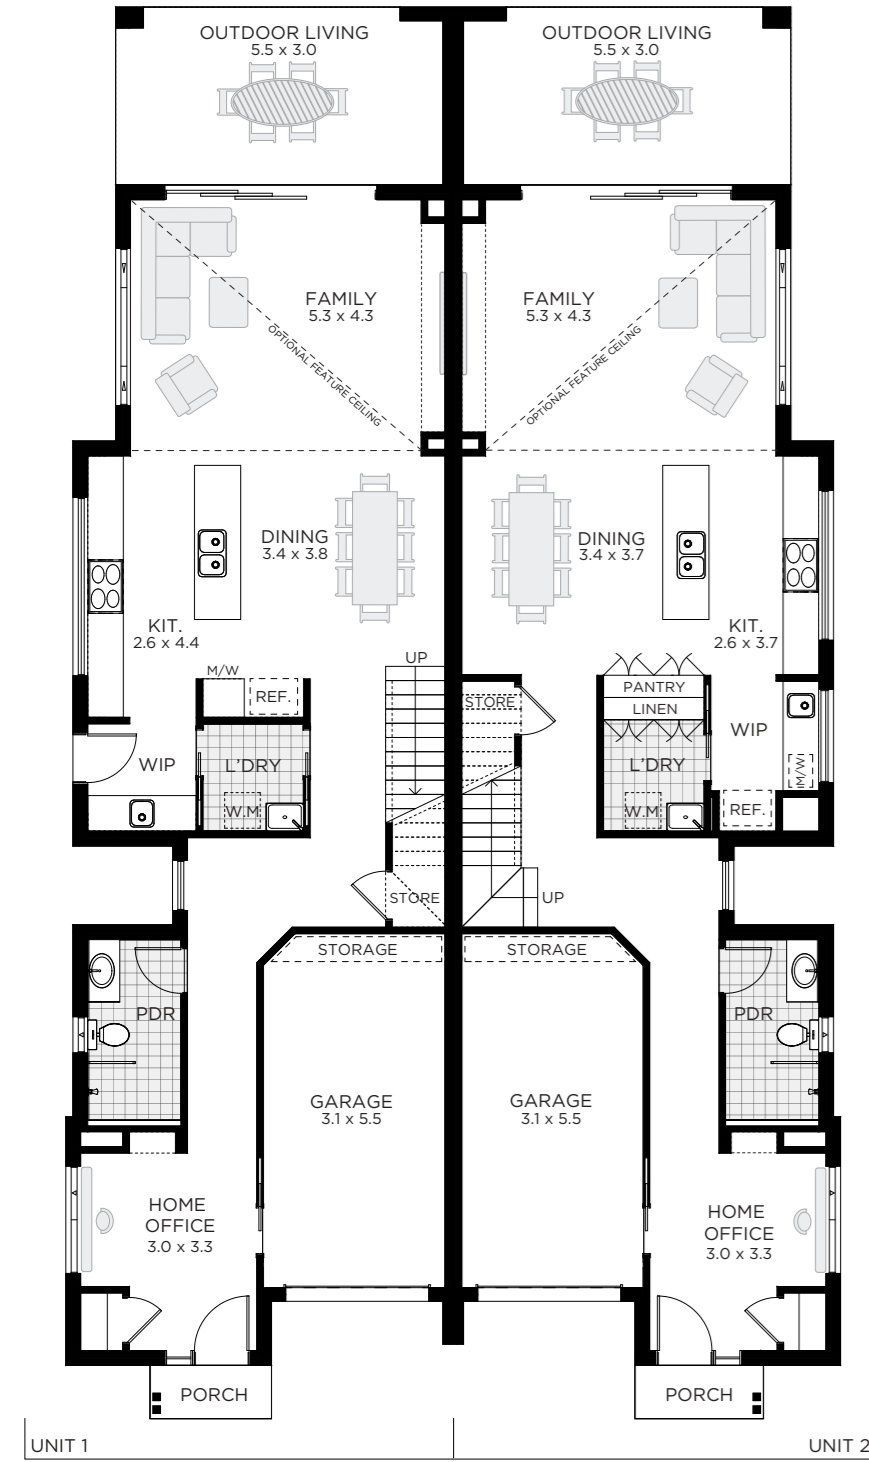 OUTDOOR LIVING
5.5 x 3.0
OUTDOOR LIVING
5.5 x 3.0
FAMILY
5.3 x 4.3
FAMILY
5.3 x 4.3
OPTIONAL FEATURE CEILING
OPTIONAL FEATURE CEILING
DINING
3.4 x 3.8
DINING
3.4 x 3.7
KIT.
2.6 x 4.4
KIT.
2.6 x 3.7
UP
M/W
REF.
STORE
PANTRY
LINEN
WIP
WIP
L'DRY
L'DRY
M/W
W.M
W.M
REF.
STORE
UP
STORAGE
STORAGE
PDR
PDR
GARAGE
3.1 x 5.5
GARAGE
3.1 x 5.5
HOME
OFFICE
3.0 x 3.3
HOME
OFFICE
3.0 x 3.3
PORCH
PORCH
UNIT 1
UNIT 2